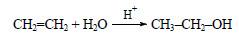 CH₂=CH₂ + H₂O —H⁺→ CH₃–CH₂–OH